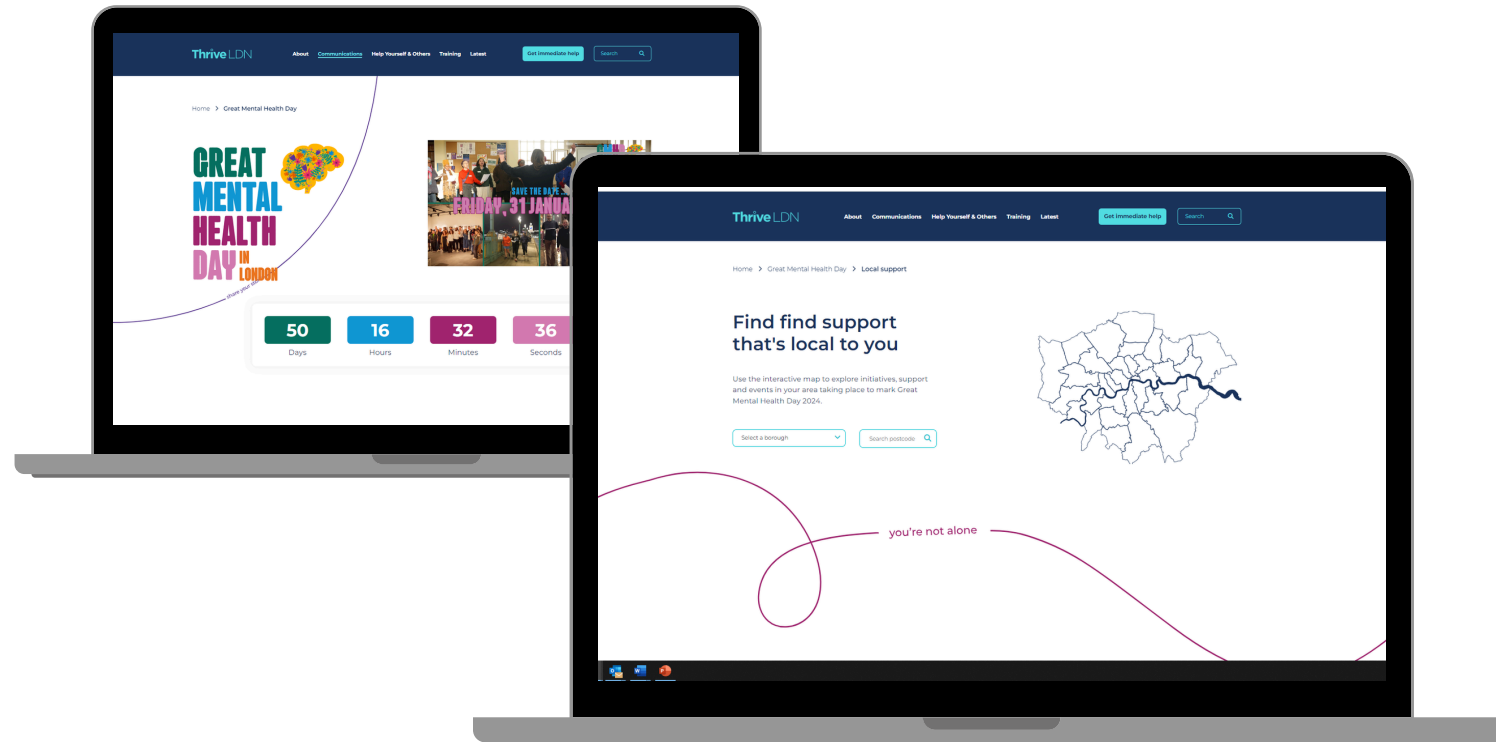 Thrive LDN
About Communications Help Yourself & Others Training Latest
Get immediate help
Search
Home > Great Mental Health Day
GREAT
MENTAL
HEALTH
DAY IN
LONDON
SAVE THE DATE
FRIDAY, 31 JANUA
share your
50
Days
16
Hours
32
Minutes
36
Seconds
Thrive LDN
About Communications Help Yourself & Others Training Latest
Get immediate help
Search
Home > Great Mental Health Day > Local support
Find find support
that's local to you
Use the interactive map to explore initiatives, support
and events in your area taking place to mark Great
Mental Health Day 2024.
Select a borough
Search postcode
you're not alone